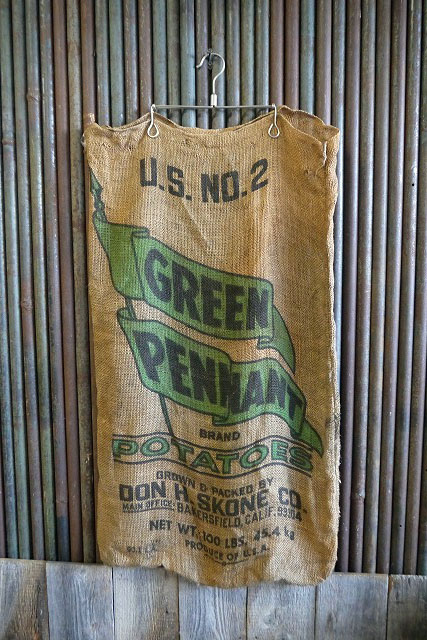 U.S. NO. 2
GREEN
PENNANT
BRAND
POTATOES
GROWN & PACKED BY
DON H. SKONE CO.
MAIN OFFICE: BAKERSFIELD, CALIF. 93304
NET WT. 100 LBS. 45.4 kg
PRODUCE OF U.S.A.